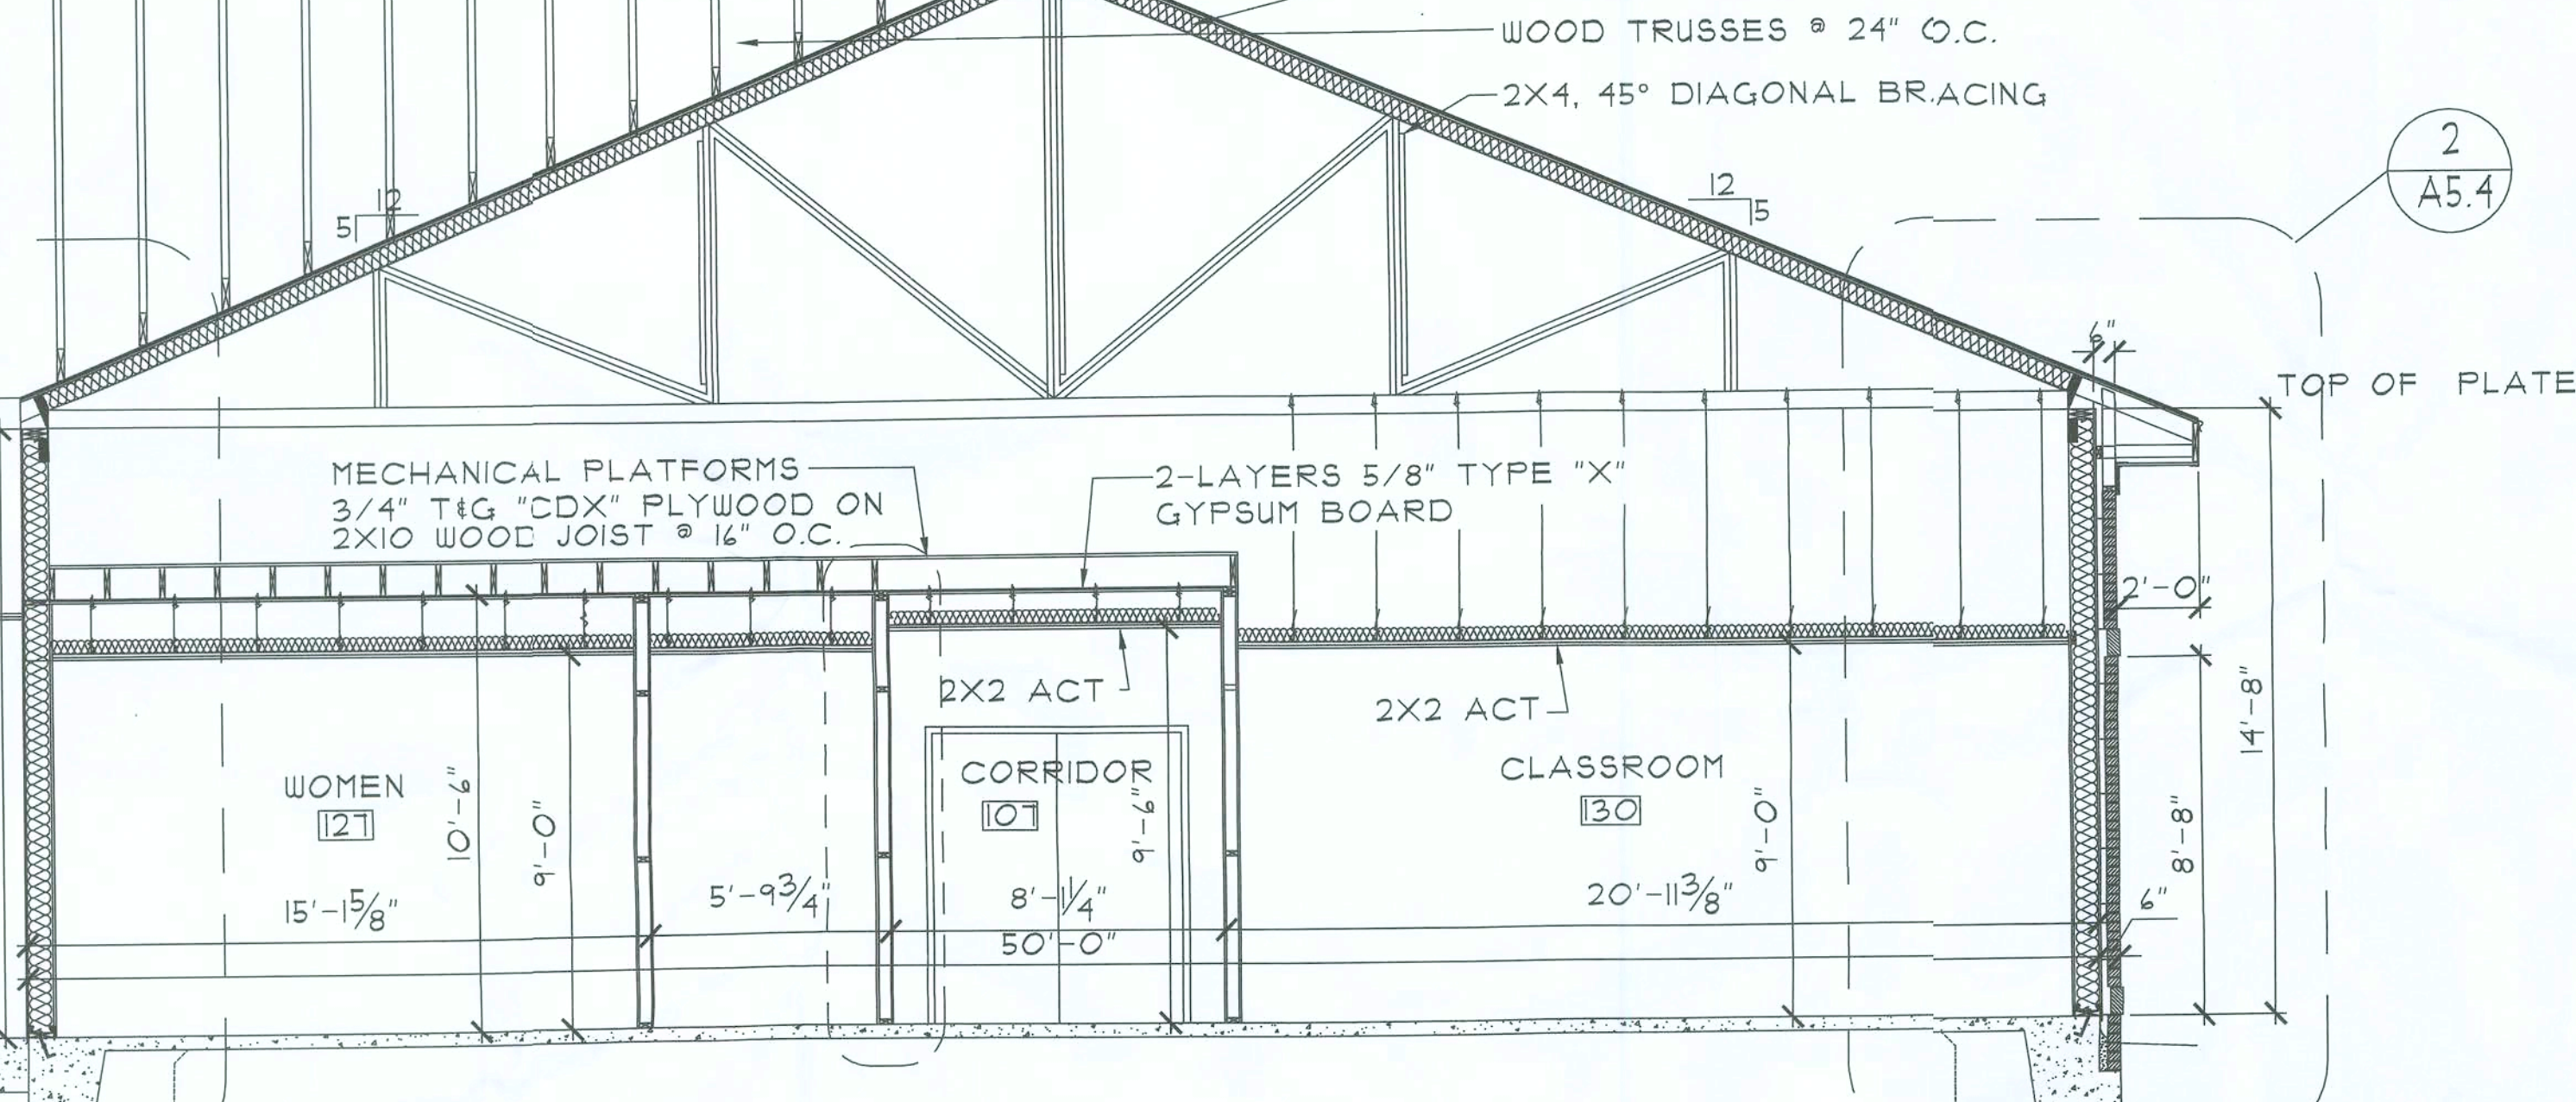 WOOD TRUSSES @ 24" O.C.
2X4, 45° DIAGONAL BRACING
2
A5.4
12
5
12
5
6"
TOP OF PLATE
MECHANICAL PLATFORMS
3/4" T&G "CDX" PLYWOOD ON
2X10 WOOD JOIST @ 16" O.C.
2-LAYERS 5/8" TYPE "X"
GYPSUM BOARD
2'-0"
2X2 ACT
2X2 ACT
14'-8"
WOMEN
127
10'-6"
9'-0"
CORRIDOR
107
9'-6"
CLASSROOM
130
9'-0"
8'-8"
15'-1 5/8"
5'-9 3/4"
8'-1 1/4"
20'-11 3/8"
6"
50'-0"